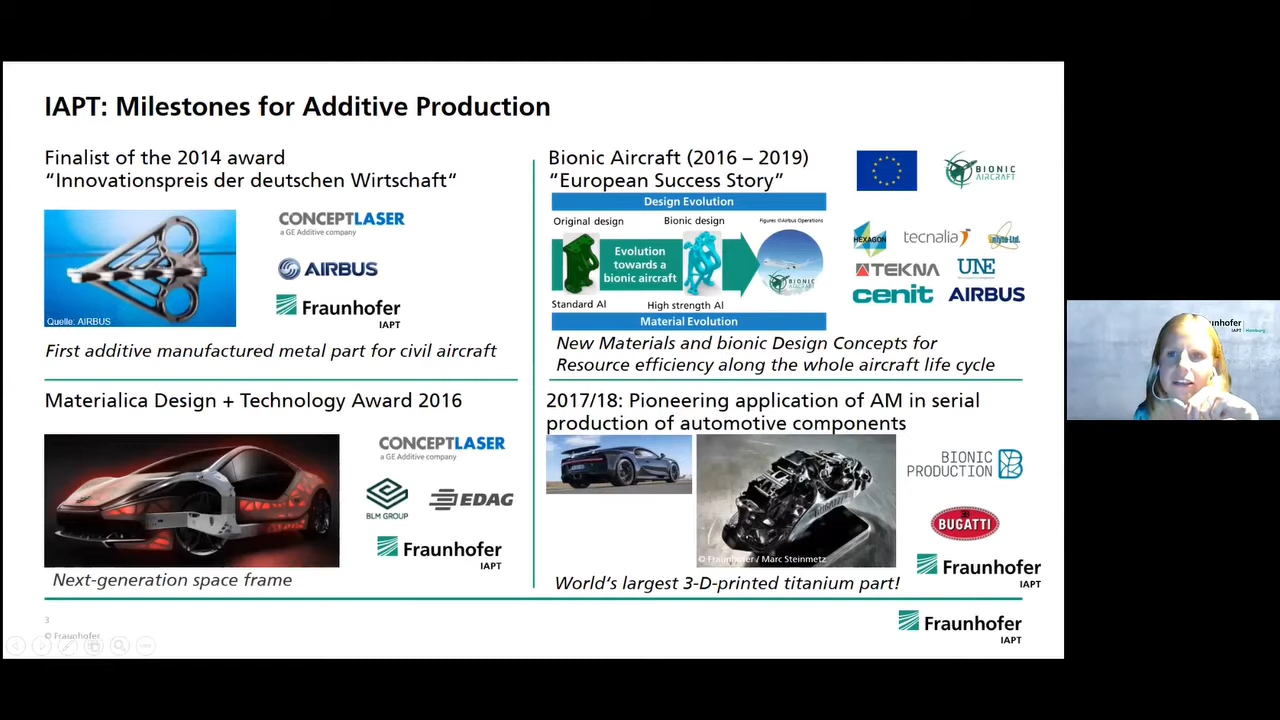 IAPT: Milestones for Additive Production
Finalist of the 2014 award
“Innovationspreis der deutchen Wirtschaft“
CONCEPTLASER
a GE Additive company
AIRBUS
Fraunhofer
IAPT
Quelle: AIRBUS
First additive manufactured metal part for civil aircraft
Bionic Aircraft (2016 – 2019)
“European Success Story”
Design Evolution
Original design
Bionic design
Evolution
towards a
bionic aircraft
BIONIC
AIRCRAFT
Standard Al
High strength Al
Material Evolution
BIONIC
AIRCRAFT
HEXAGON
tecnalia
TEKNA
UNE
cenit
AIRBUS
New Materials and bionic Design Concepts for
Resource efficiency along the whole aircraft life cycle
Materialica Design + Technology Award 2016
CONCEPTLASER
a GE Additive company
BLM GROUP
EDAG
Fraunhofer
IAPT
Next-generation space frame
2017/18: Pioneering application of AM in serial
production of automotive components
BIONIC
PRODUCTION
BUGATTI
© Fraunhofer / Marc Steinmetz
Fraunhofer
IAPT
World‘s largest 3-D-printed titanium part!
3
© Fraunhofer
Fraunhofer
IAPT